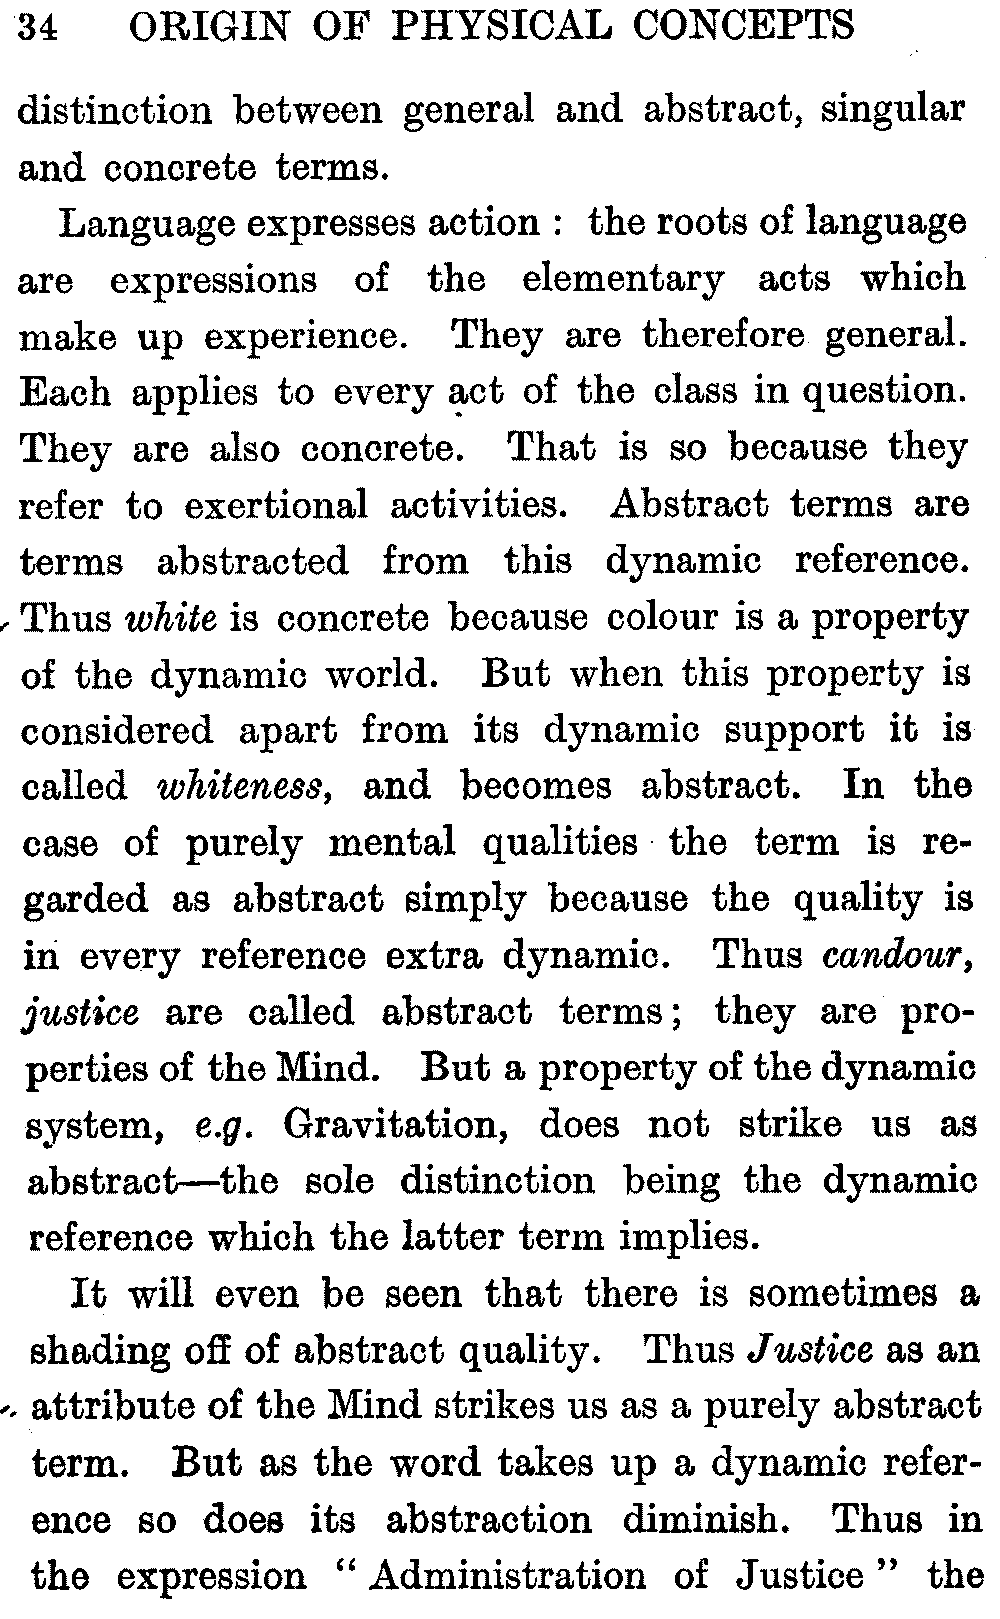 34 ORIGIN OF PHYSICAL CONCEPTS
distinction between general and abstract, singular
and concrete terms.
Language expresses action : the roots of language
are expressions of the elementary acts which
make up experience. They are therefore general.
Each applies to every act of the class in question.
They are also concrete. That is so because they
refer to exertional activities. Abstract terms are
terms abstracted from this dynamic reference.
Thus white is concrete because colour is a property
of the dynamic world. But when this property is
considered apart from its dynamic support it is
called whiteness, and becomes abstract. In the
case of purely mental qualities the term is re-
garded as abstract simply because the quality is
in every reference extra dynamic. Thus candour,
justice are called abstract terms; they are pro-
perties of the Mind. But a property of the dynamic
system, e.g. Gravitation, does not strike us as
abstract—the sole distinction being the dynamic
reference which the latter term implies.
It will even be seen that there is sometimes a
shading off of abstract quality. Thus Justice as an
attribute of the Mind strikes us as a purely abstract
term. But as the word takes up a dynamic refer-
ence so does its abstraction diminish. Thus in
the expression “ Administration of Justice ” the